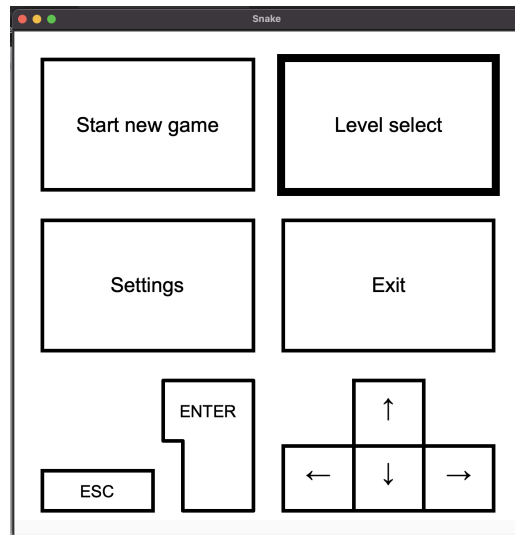 Snake
Start new game
Level select
Settings
Exit
ENTER
↑
ESC
←
↓
→